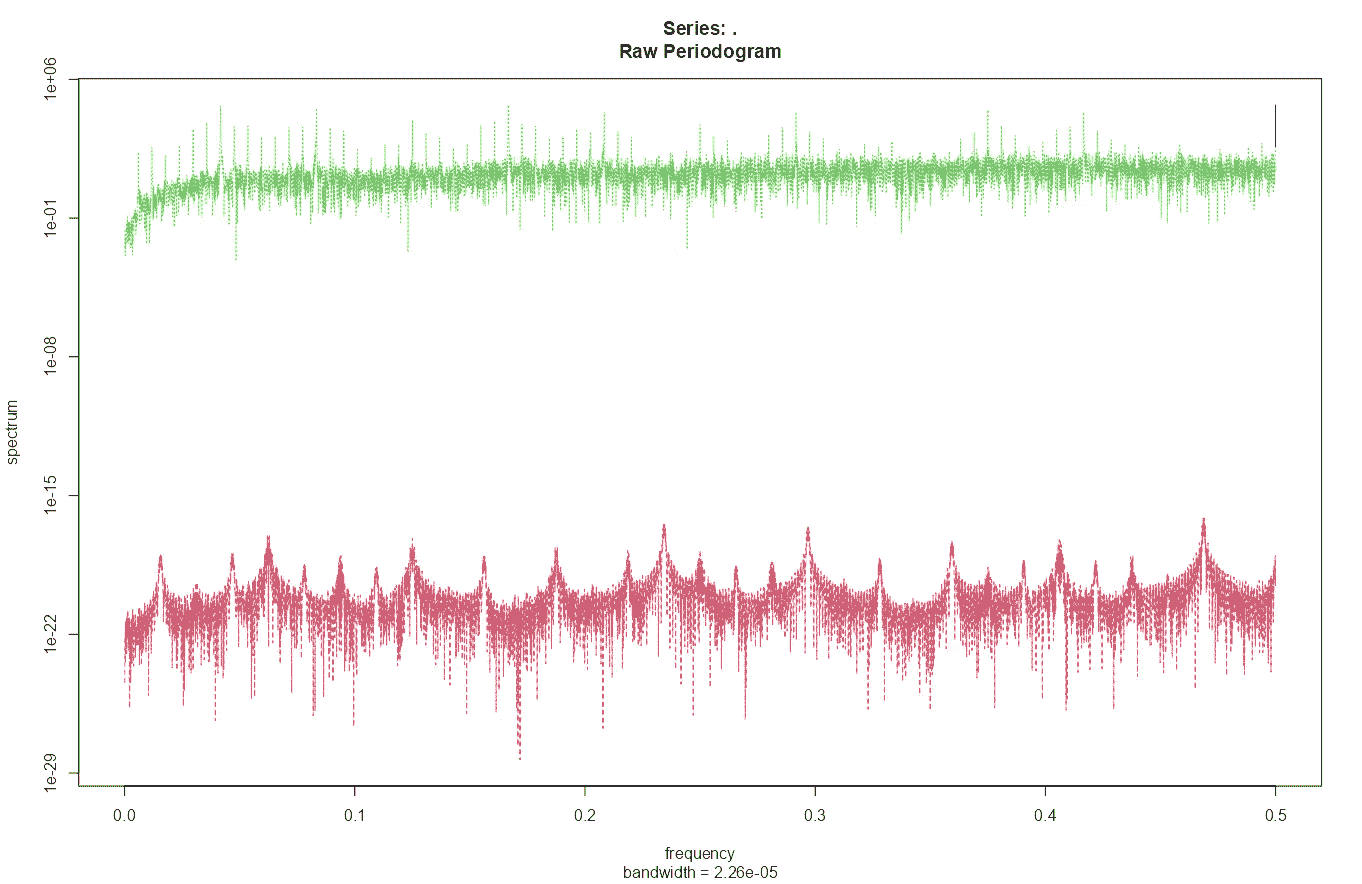 Series: .
Raw Periodogram
1e+06
1e-01
1e-08
1e-15
1e-22
1e-29
spectrum
0.0 0.1 0.2 0.3 0.4 0.5
frequency
bandwidth = 2.26e-05